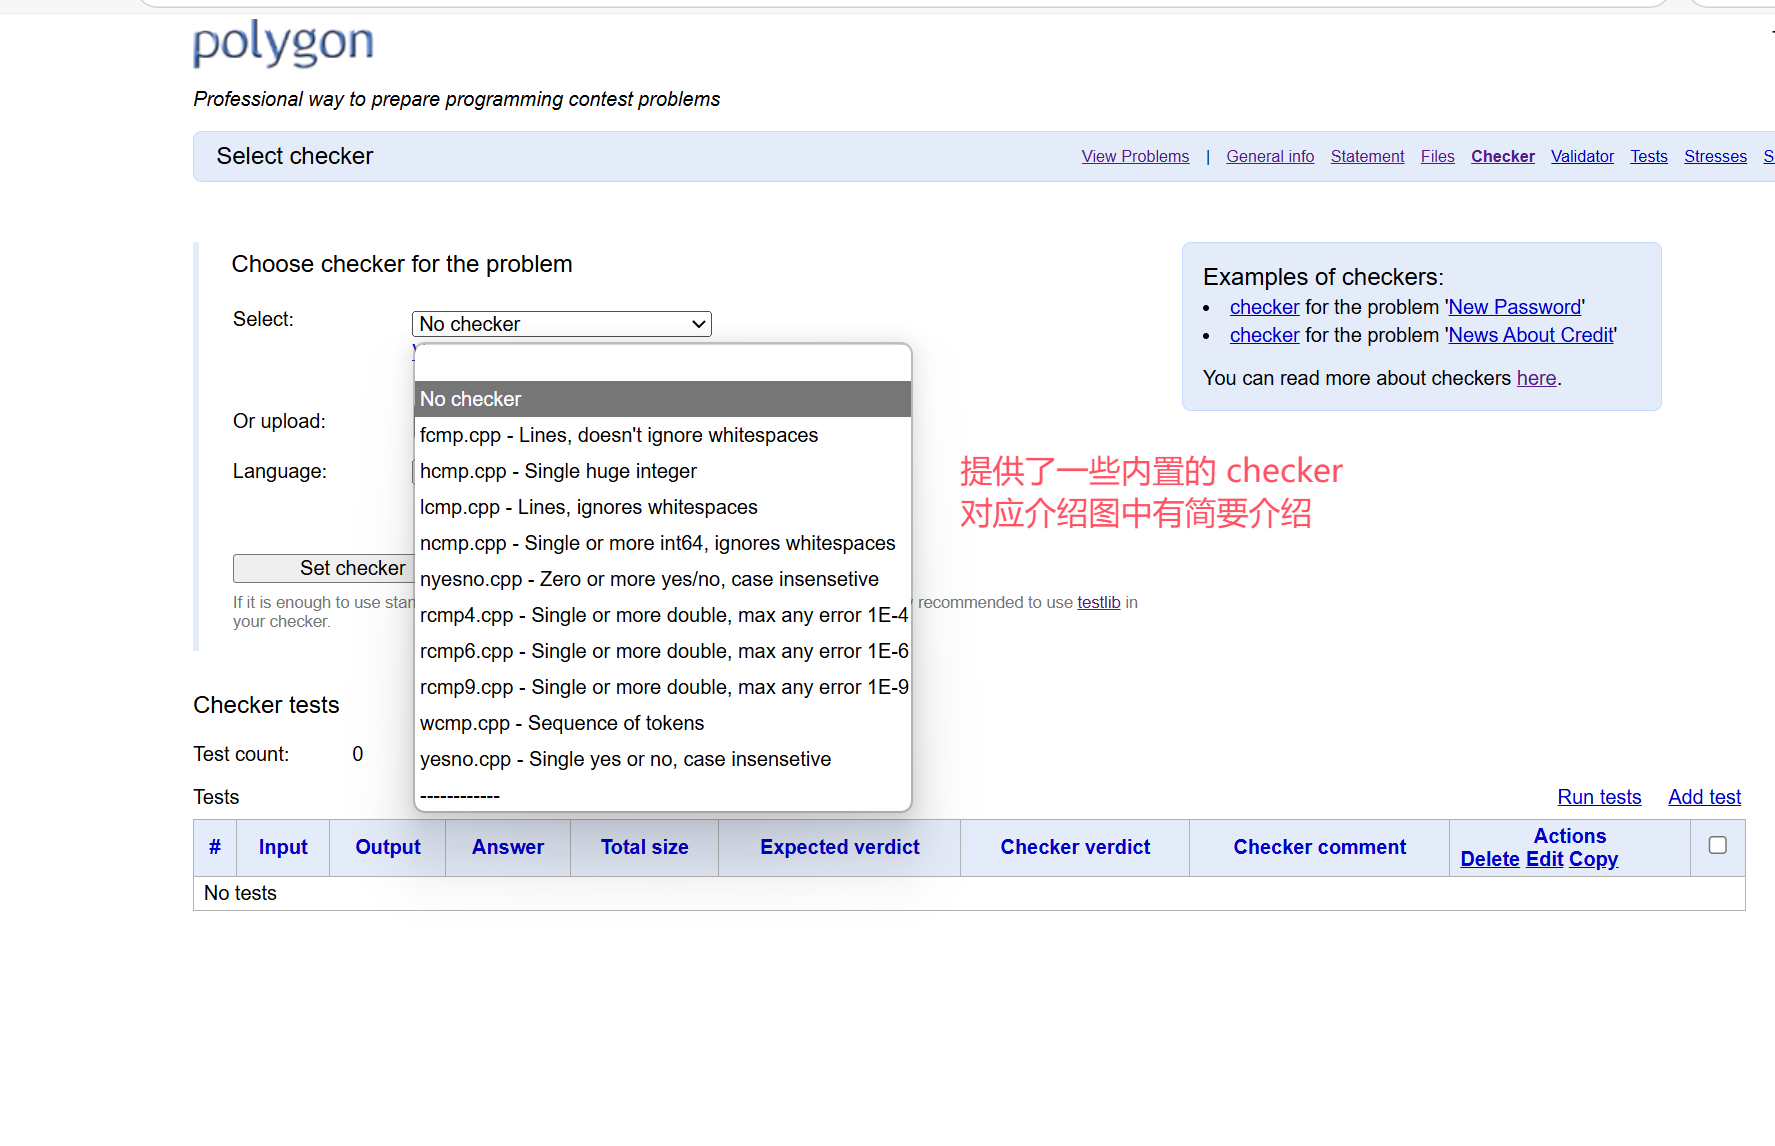 polygon
Professional way to prepare programming contest problems
Select checker
View Problems | General info Statement Files Checker Validator Tests Stresses S
Choose checker for the problem
Select:
No checker
No checker
fcmp.cpp - Lines, doesn't ignore whitespaces
hcmp.cpp - Single huge integer
lcmp.cpp - Lines, ignores whitespaces
ncmp.cpp - Single or more int64, ignores whitespaces
nyesno.cpp - Zero or more yes/no, case insensetive
rcmp4.cpp - Single or more double, max any error 1E-4
rcmp6.cpp - Single or more double, max any error 1E-6
rcmp9.cpp - Single or more double, max any error 1E-9
wcmp.cpp - Sequence of tokens
yesno.cpp - Single yes or no, case insensetive
------------
Or upload:
Language:
Set checker
If it is enough to use stan
recommended to use testlib in
your checker.
Examples of checkers:
• checker for the problem 'New Password'
• checker for the problem 'News About Credit'
You can read more about checkers here.
提供了一些内置的 checker
对应介绍图中有简要介绍
Checker tests
Test count: 0
Tests
Run tests Add test
# Input Output Answer Total size Expected verdict Checker verdict Checker comment Actions
Delete Edit Copy
No tests